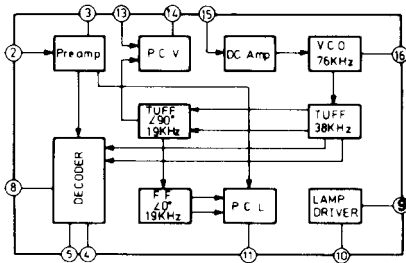 3
13
14
15
2
Preamp
P C V
DC Amp
V C O
76KHz
16
TUFF
∠90°
19KHz
TUFF
38KHz
DECODER
8
F F
∠0°
19KHz
P C L
LAMP
DRIVER
9
5
4
11
10